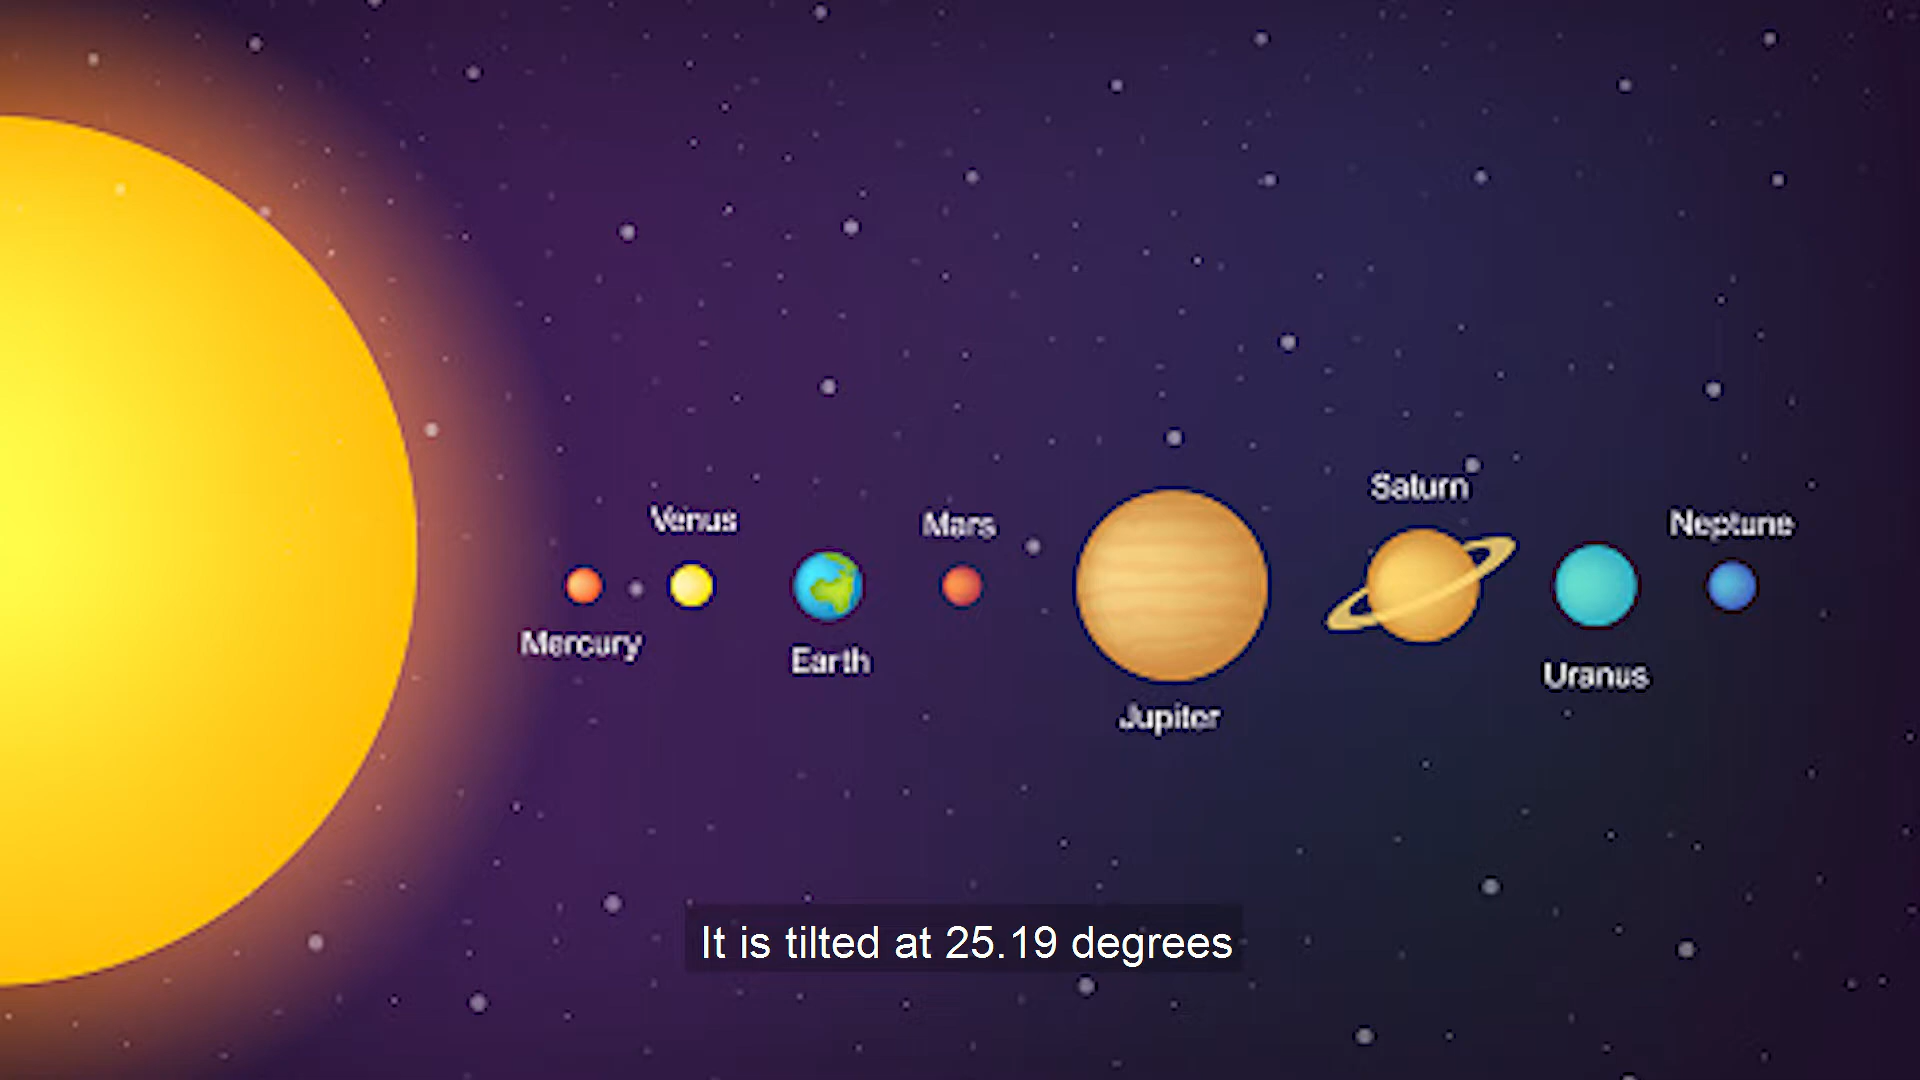 Saturn
Venus
Mars
Neptune
Mercury
Earth
Uranus
Jupiter
It is tilted at 25.19 degrees